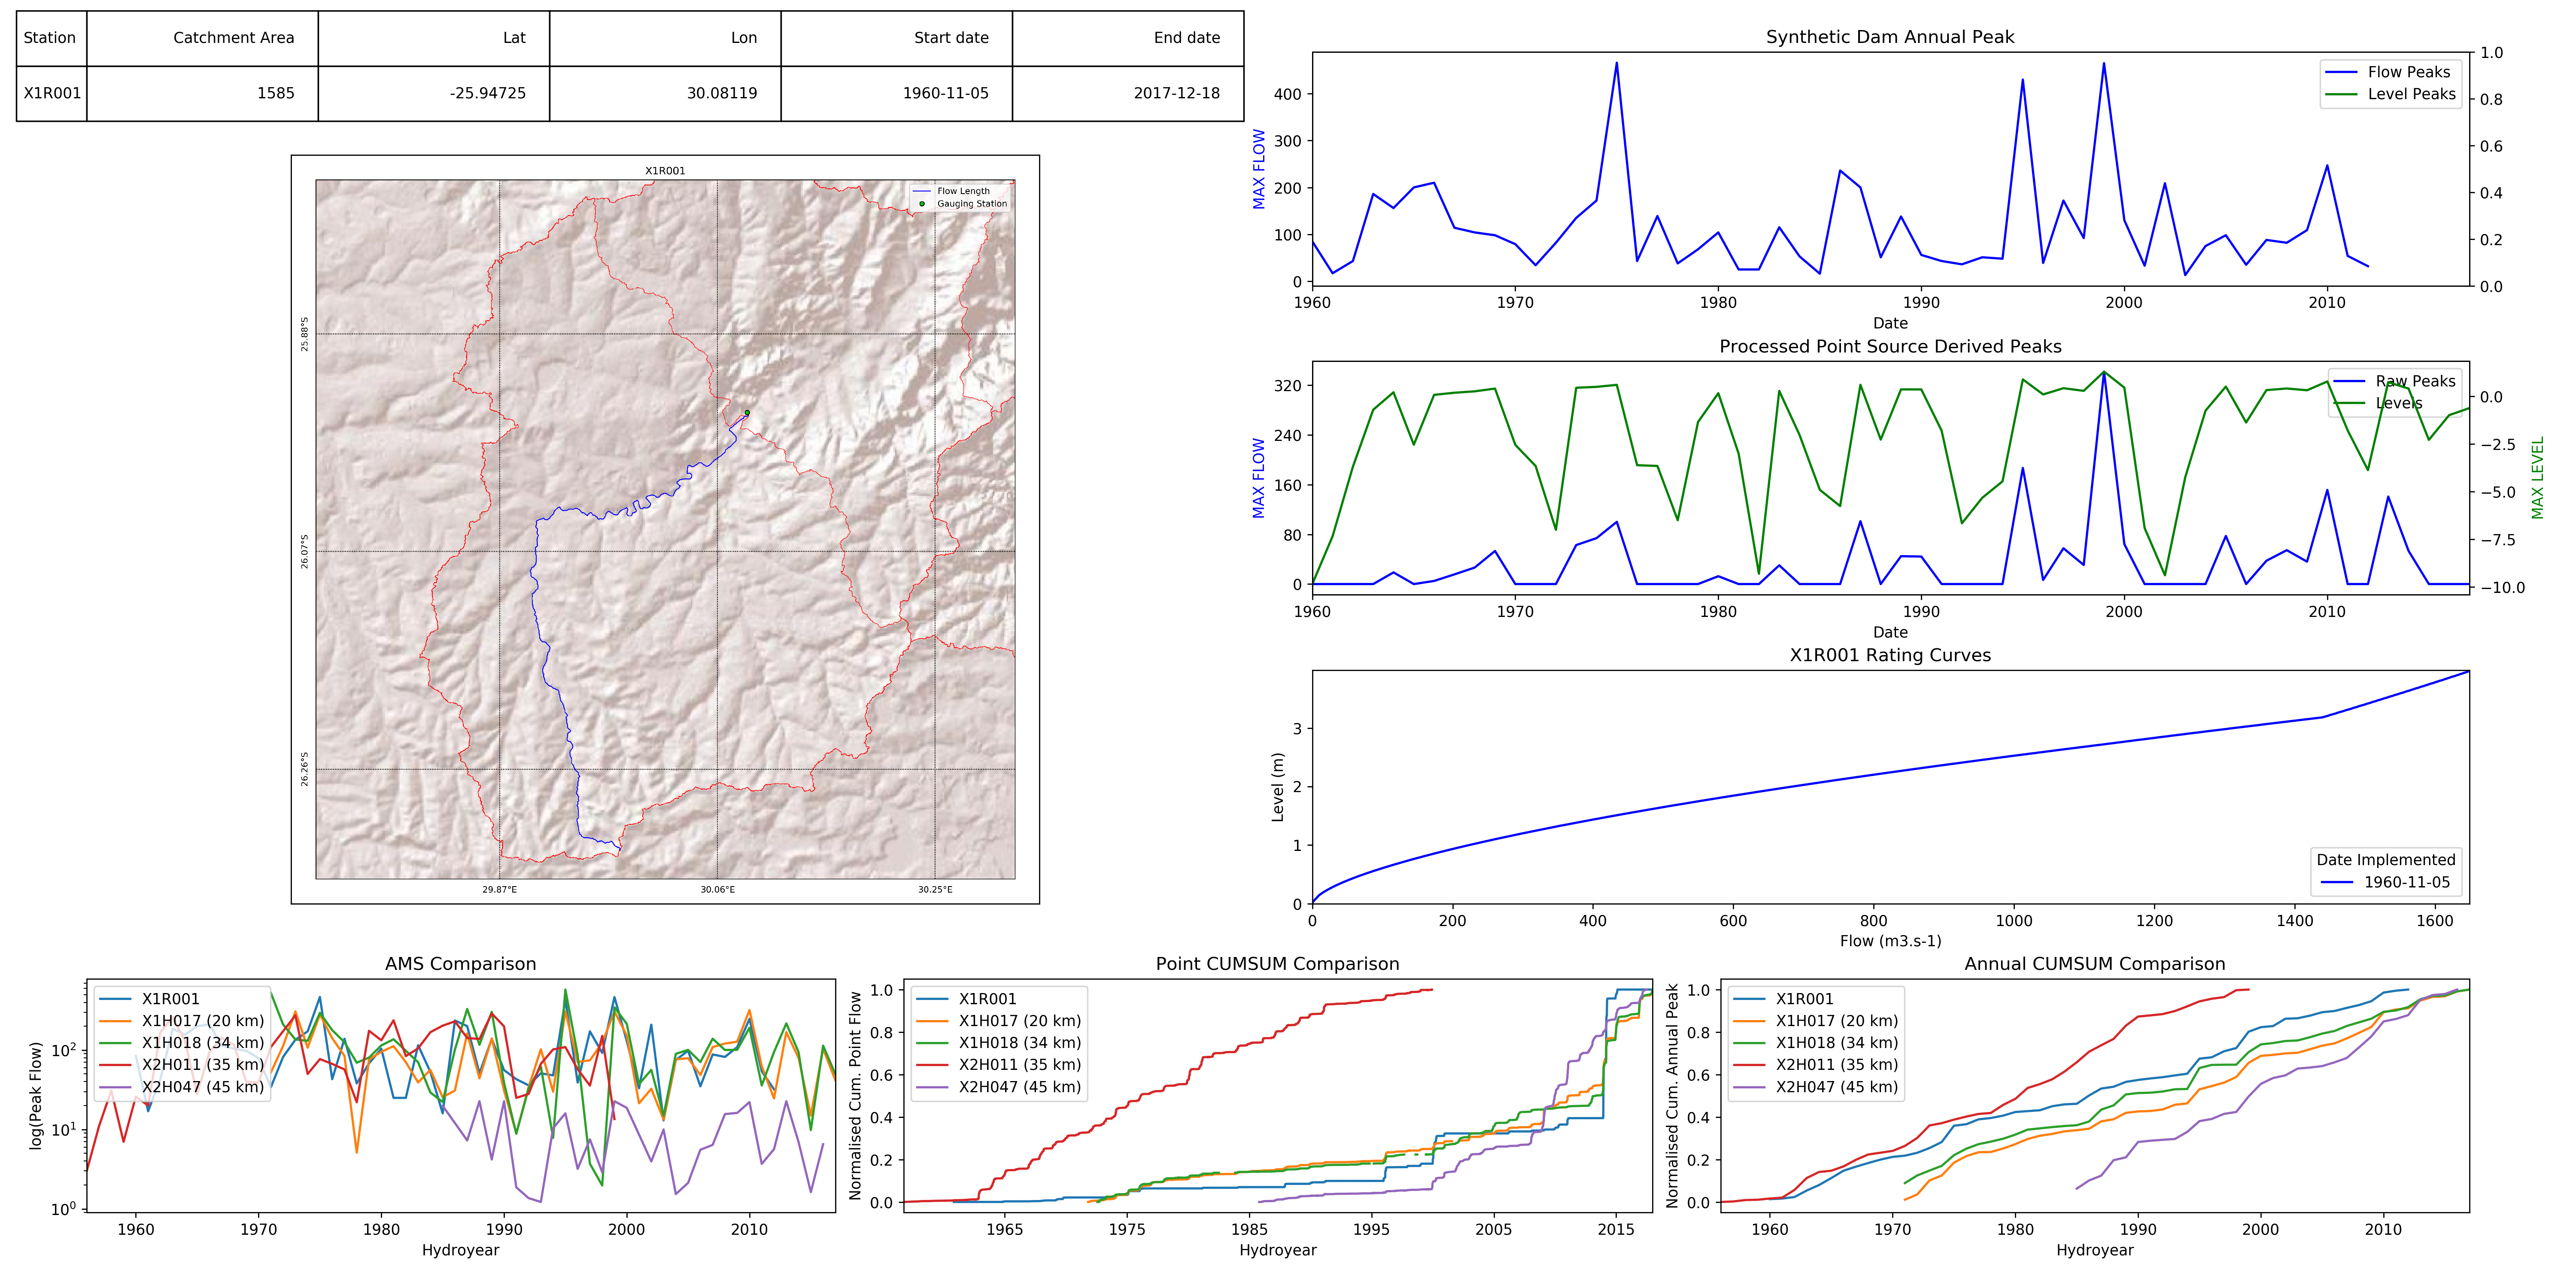 Station Catchment Area Lat Lon Start date End date
X1R001 1585 -25.94725 30.08119 1960-11-05 2017-12-18
X1R001
Flow Length
Gauging Station
25.88°S
26.07°S
26.26°S
29.87°E 30.06°E 30.25°E
Synthetic Dam Annual Peak
MAX FLOW
400
300
200
100
0
1.0
0.8
0.6
0.4
0.2
0.0
Flow Peaks
Level Peaks
1960 1970 1980 1990 2000 2010
Date
Processed Point Source Derived Peaks
MAX FLOW
320
240
160
80
0
0.0
−2.5
−5.0
−7.5
−10.0
MAX LEVEL
Raw Peaks
Levels
1960 1970 1980 1990 2000 2010
Date
X1R001 Rating Curves
Level (m)
3
2
1
0
Date Implemented
1960-11-05
0 200 400 600 800 1000 1200 1400 1600
Flow (m3.s-1)
AMS Comparison
log(Peak Flow)
10²
10¹
10⁰
X1R001
X1H017 (20 km)
X1H018 (34 km)
X2H011 (35 km)
X2H047 (45 km)
1960 1970 1980 1990 2000 2010
Hydroyear
Point CUMSUM Comparison
Normalised Cum. Point Flow
1.0
0.8
0.6
0.4
0.2
0.0
X1R001
X1H017 (20 km)
X1H018 (34 km)
X2H011 (35 km)
X2H047 (45 km)
1965 1975 1985 1995 2005 2015
Hydroyear
Annual CUMSUM Comparison
Normalised Cum. Annual Peak
1.0
0.8
0.6
0.4
0.2
0.0
X1R001
X1H017 (20 km)
X1H018 (34 km)
X2H011 (35 km)
X2H047 (45 km)
1960 1970 1980 1990 2000 2010
Hydroyear